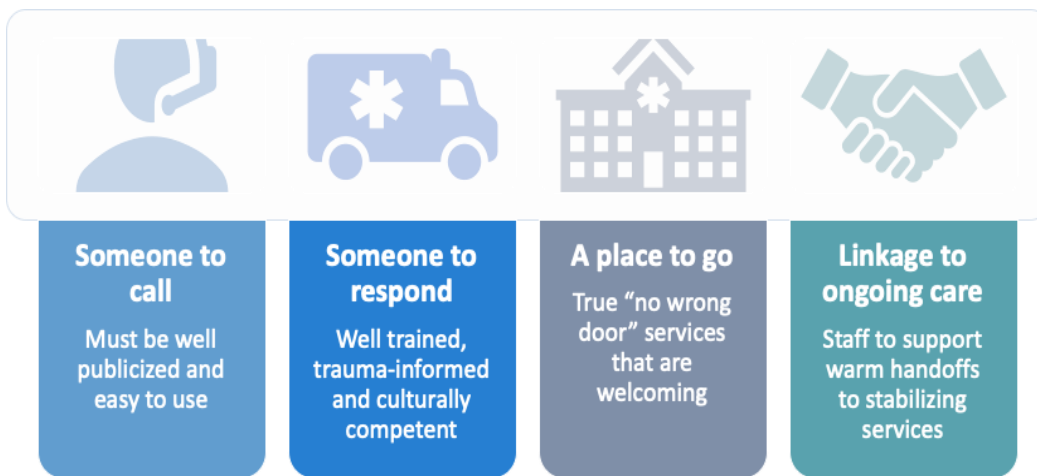 Someone to
call
Must be well
publicized and
easy to use
Someone to
respond
Well trained,
trauma-informed
and culturally
competent
A place to go
True “no wrong
door” services
that are
welcoming
Linkage to
ongoing care
Staff to support
warm handoffs
to stabilizing
services